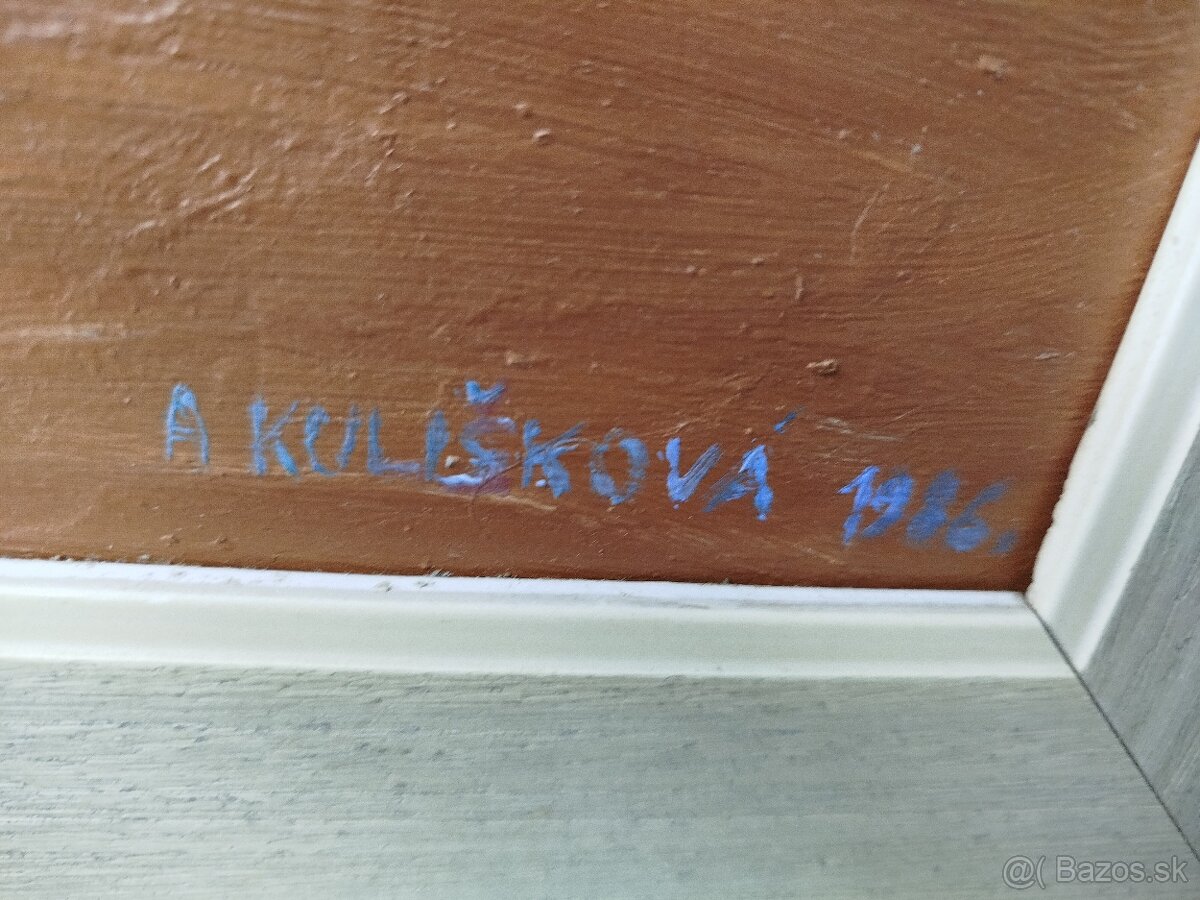 A KULIŠKOVÁ 1986.
@( Bazos.sk